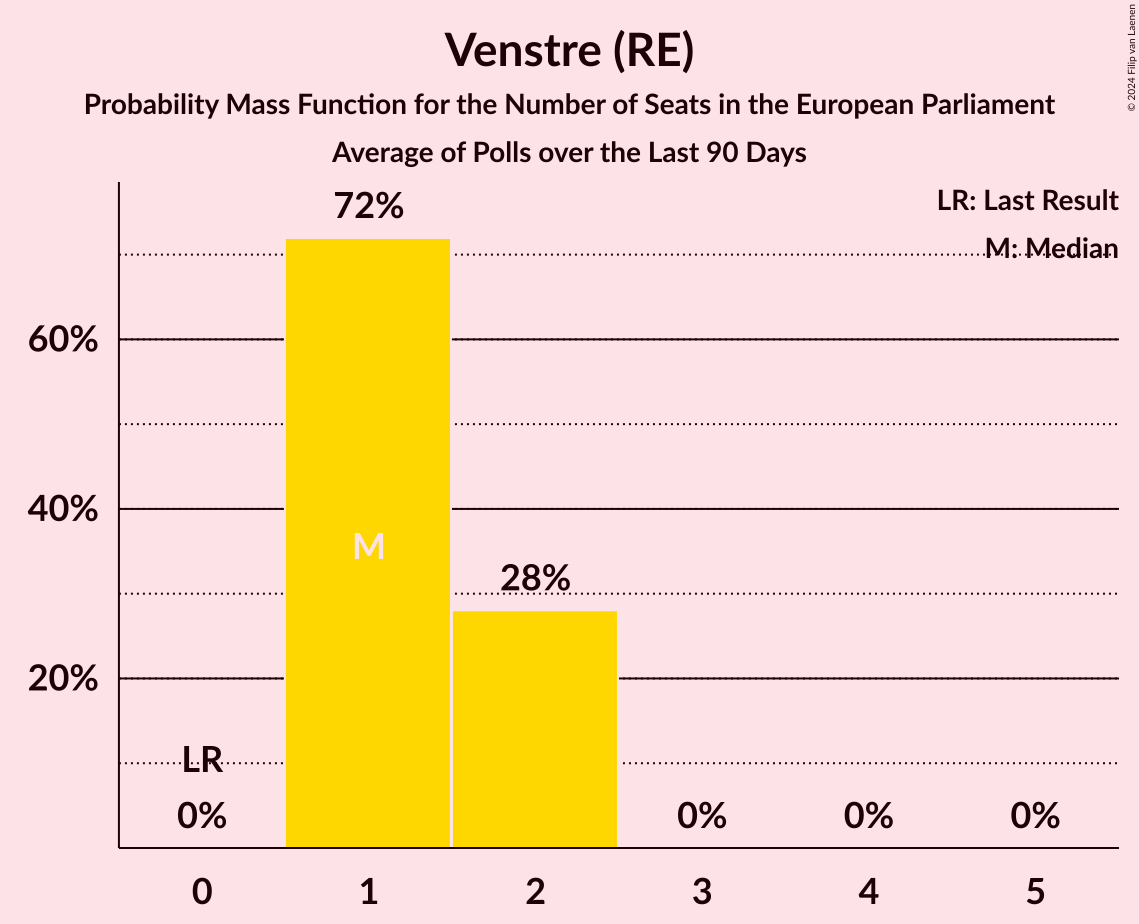 Venstre (RE)
Probability Mass Function for the Number of Seats in the European Parliament
Average of Polls over the Last 90 Days
© 2024 Filip van Laenen
LR: Last Result
M: Median
72%
60%
40%
M
28%
20%
LR
0%
0%
0%
0%
0 1 2 3 4 5